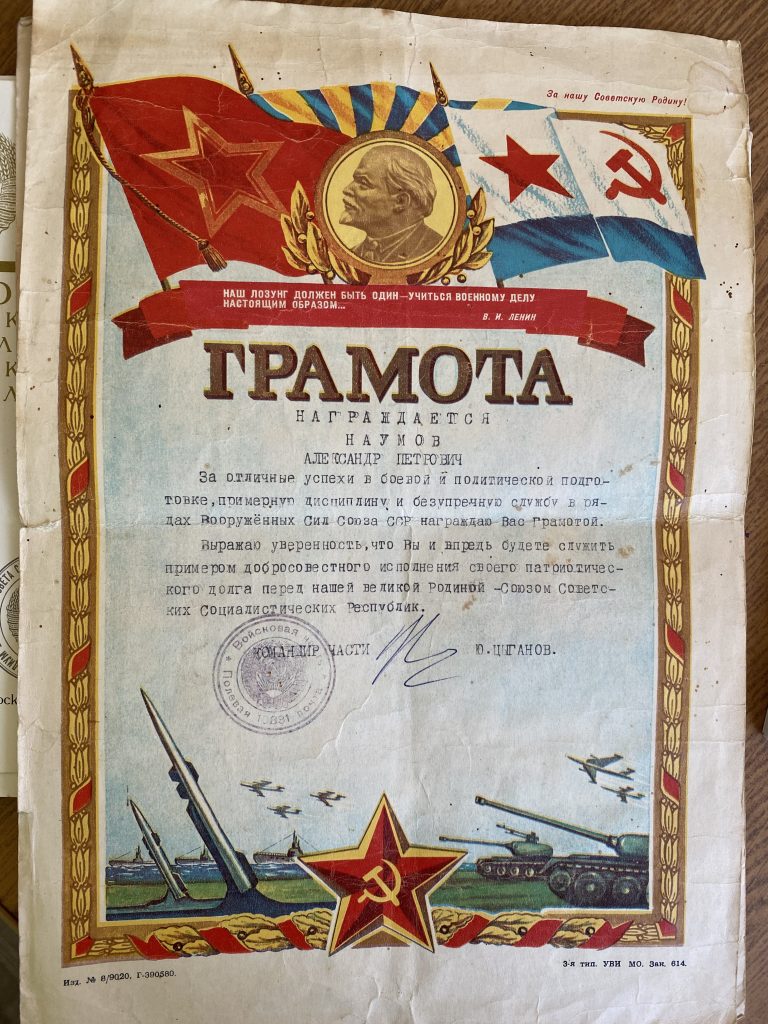 За нашу Советскую Родину!
НАШ ЛОЗУНГ ДОЛЖЕН БЫТЬ ОДИН—УЧИТЬСЯ ВОЕННОМУ ДЕЛУ
НАСТОЯЩИМ ОБРАЗОМ...
В. И. ЛЕНИН
ГРАМОТА
НАГРАЖДАЕТСЯ
НАУМОВ
АЛЕКСАНДР ПЕТРОВИЧ
За отличные успехи в боевой и политической подго-
товке, примерную дисциплину и безупречную службу в ря-
дах Вооружённых Сил Союза ССР награждаю Вас Грамотой.
Выражаю уверенность, что Вы и впредь будете служить
примером добросовестного исполнения своего патриотичес-
кого долга перед нашей великой Родиной -Союзом Советс-
ких Социалистических Республик.
КОМАНДИР ЧАСТИ Ю.ЦЫГАНОВ.
Войсковая
Полевая почта
Изд. № 8/9020. Г-390580.
3-я тип. УВИ МО. Зак. 614.